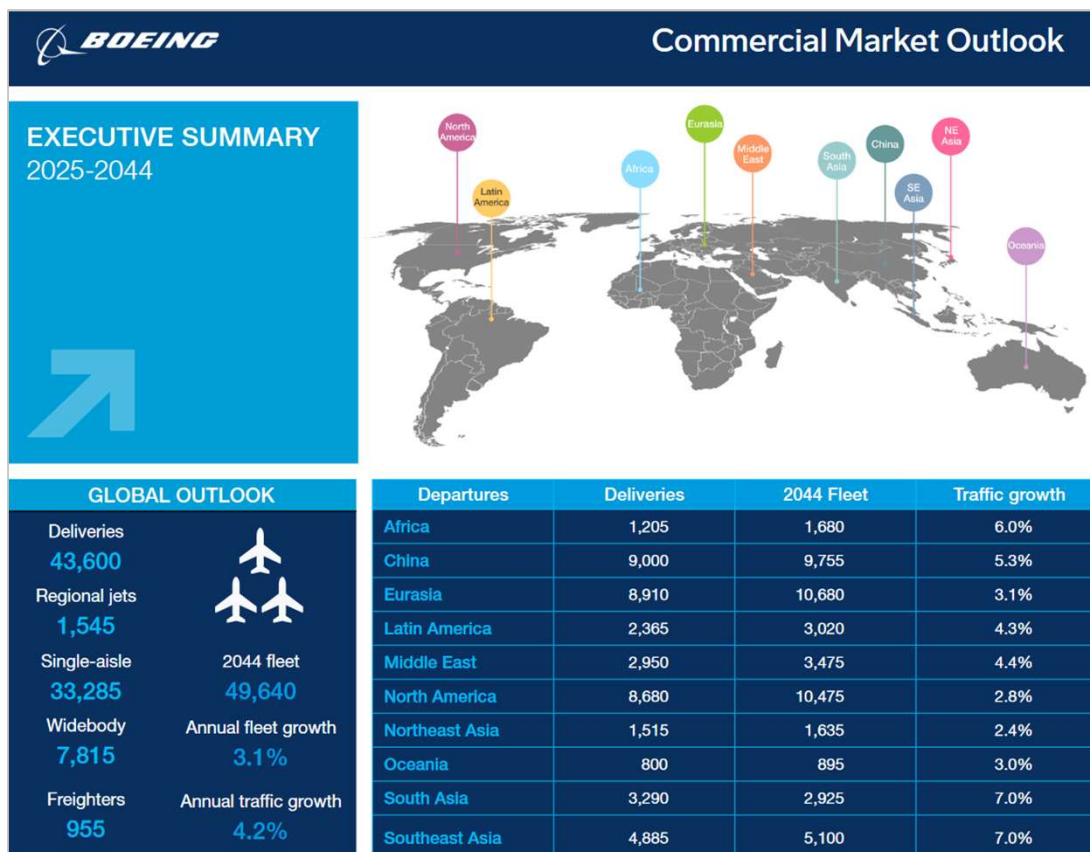 BOEING
Commercial Market Outlook
EXECUTIVE SUMMARY
2025-2044
North
America
Latin
America
Africa
Eurasia
Middle
East
South
Asia
China
SE
Asia
NE
Asia
Oceania
GLOBAL OUTLOOK
Deliveries
43,600
Regional jets
1,545
Single-aisle
33,285
Widebody
7,815
Freighters
955
2044 fleet
49,640
Annual fleet growth
3.1%
Annual traffic growth
4.2%
Departures Deliveries 2044 Fleet Traffic growth
Africa 1,205 1,680 6.0%
China 9,000 9,755 5.3%
Eurasia 8,910 10,680 3.1%
Latin America 2,365 3,020 4.3%
Middle East 2,950 3,475 4.4%
North America 8,680 10,475 2.8%
Northeast Asia 1,515 1,635 2.4%
Oceania 800 895 3.0%
South Asia 3,290 2,925 7.0%
Southeast Asia 4,885 5,100 7.0%